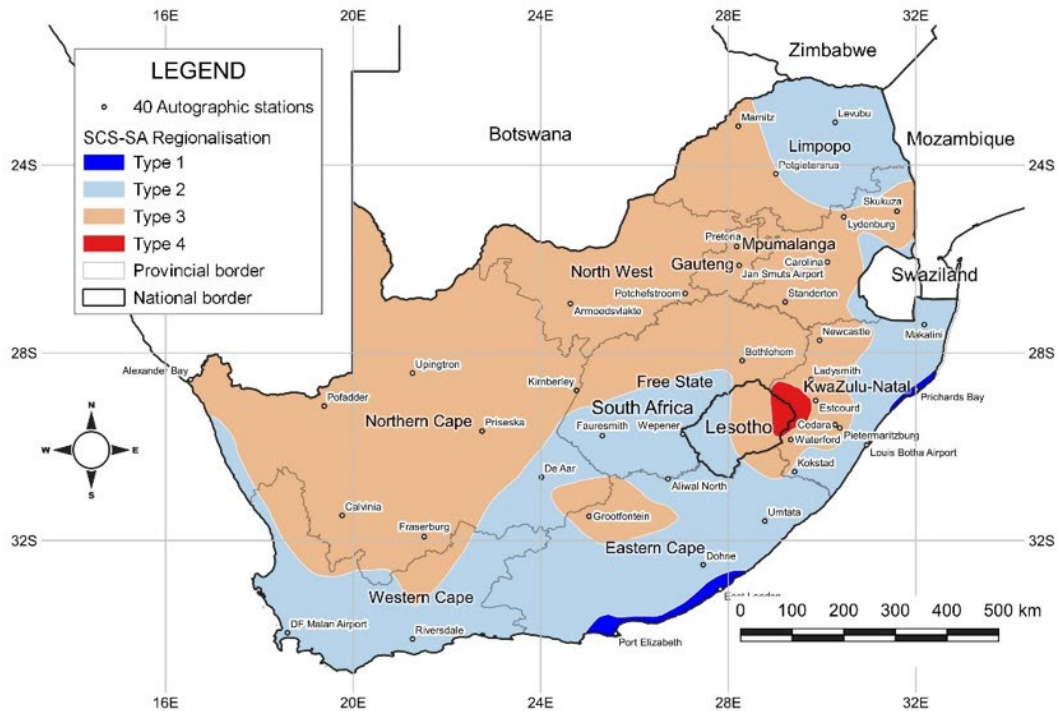 16E 20E 24E 28E 32E
Zimbabwe
LEGEND
40 Autographic stations
SCS-SA Regionalisation
Type 1
Type 2
Type 3
Type 4
Provincial border
National border
Botswana
Mozambique
24S 24S
Marnitz
Levubu
Limpopo
Potgietersrus
Skukuza
Lydenburg
Pretoria
Mpumalanga
Gauteng
Carolina
Jan Smuts Airport
North West
Swaziland
Potchefstroom
Standerton
Armoedsvlakte
Newcastle
Makatini
28S 28S
Bethlehem
Alexander Bay
Upington
Kimberley
Free State
Ladysmith
KwaZulu-Natal
Prichards Bay
Pofadder
Northern Cape
South Africa
Estcourt
Prieseka
Fauresmith
Wepener
Lesotho
Cedara
Pietermaritzburg
Waterford
Louis Botha Airport
N
W E
S
De Aar
Aliwal North
Kokstad
Calvinia
Grootfontein
Umtata
Fraserburg
32S 32S
Eastern Cape
Dohne
Western Cape
East London
0 100 200 300 400 500 km
DF Malan Airport
Riversdale
Port Elizabeth
16E 20E 24E 28E 32E